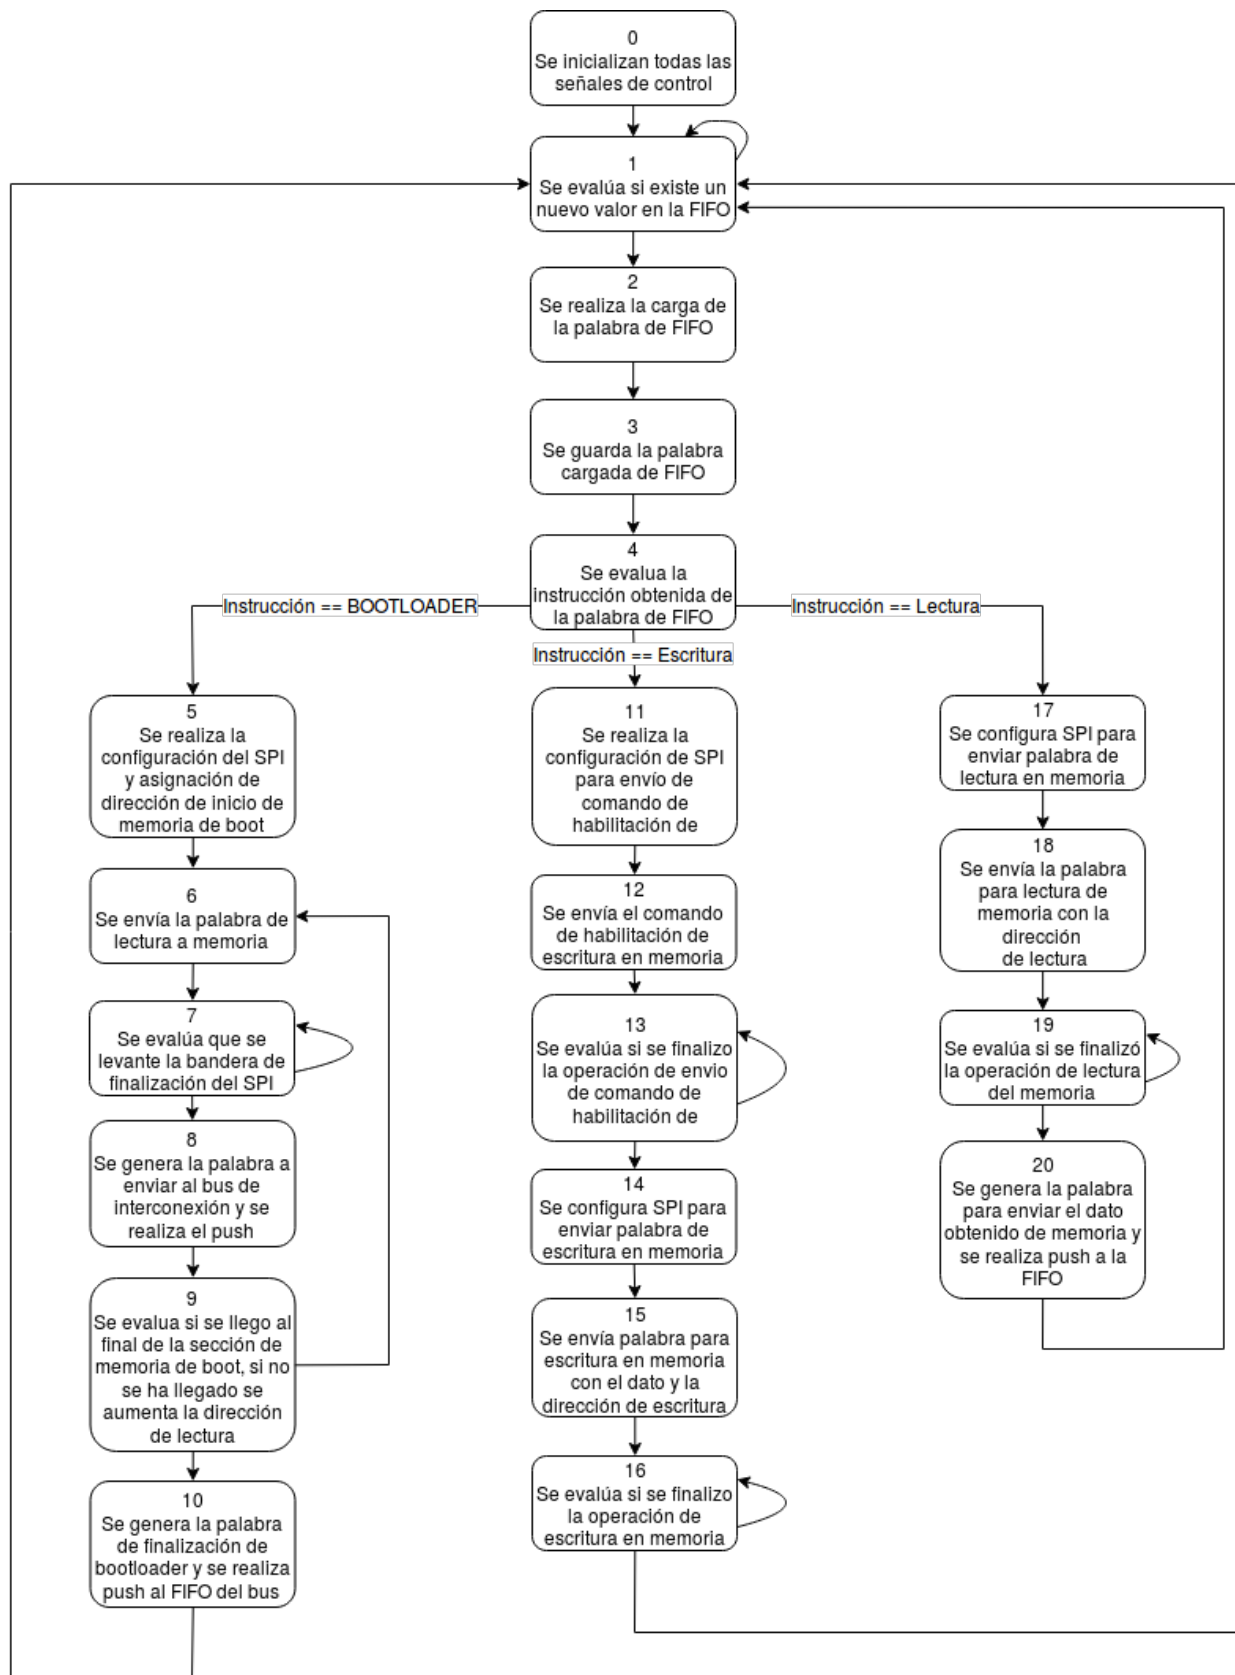 0
Se inicializan todas las
señales de control
1
Se evalúa si existe un
nuevo valor en la FIFO
2
Se realiza la carga de
la palabra de FIFO
3
Se guarda la palabra
cargada de FIFO
4
Se evalua la
instrucción obtenida de
la palabra de FIFO
Instrucción == BOOTLOADER
Instrucción == Escritura
Instrucción == Lectura
5
Se realiza la
configuración del SPI
y asignación de
dirección de inicio de
memoria de boot
6
Se envía la palabra de
lectura a memoria
7
Se evalúa que se
levante la bandera de
finalización del SPI
8
Se genera la palabra a
enviar al bus de
interconexión y se
realiza el push
9
Se evalua si se llego al
final de la sección de
memoria de boot, si no
se ha llegado se
aumenta la dirección
de lectura
10
Se genera la palabra
de finalización de
bootloader y se realiza
push al FIFO del bus
11
Se realiza la
configuración de SPI
para envío de
comando de
habilitación de
12
Se envía el comando
de habilitación de
escritura en memoria
13
Se evalúa si se finalizo
la operación de envio
de comando de
habilitación de
14
Se configura SPI para
enviar palabra de
escritura en memoria
15
Se envía palabra para
escritura en memoria
con el dato y la
dirección de escritura
16
Se evalúa si se finalizo
la operación de
escritura en memoria
17
Se configura SPI para
enviar palabra de
lectura en memoria
18
Se envía la palabra
para lectura de
memoria con la
dirección
de lectura
19
Se evalúa si se finalizó
la operación de lectura
del memoria
20
Se genera la palabra
para enviar el dato
obtenido de memoria y
se realiza push a la
FIFO